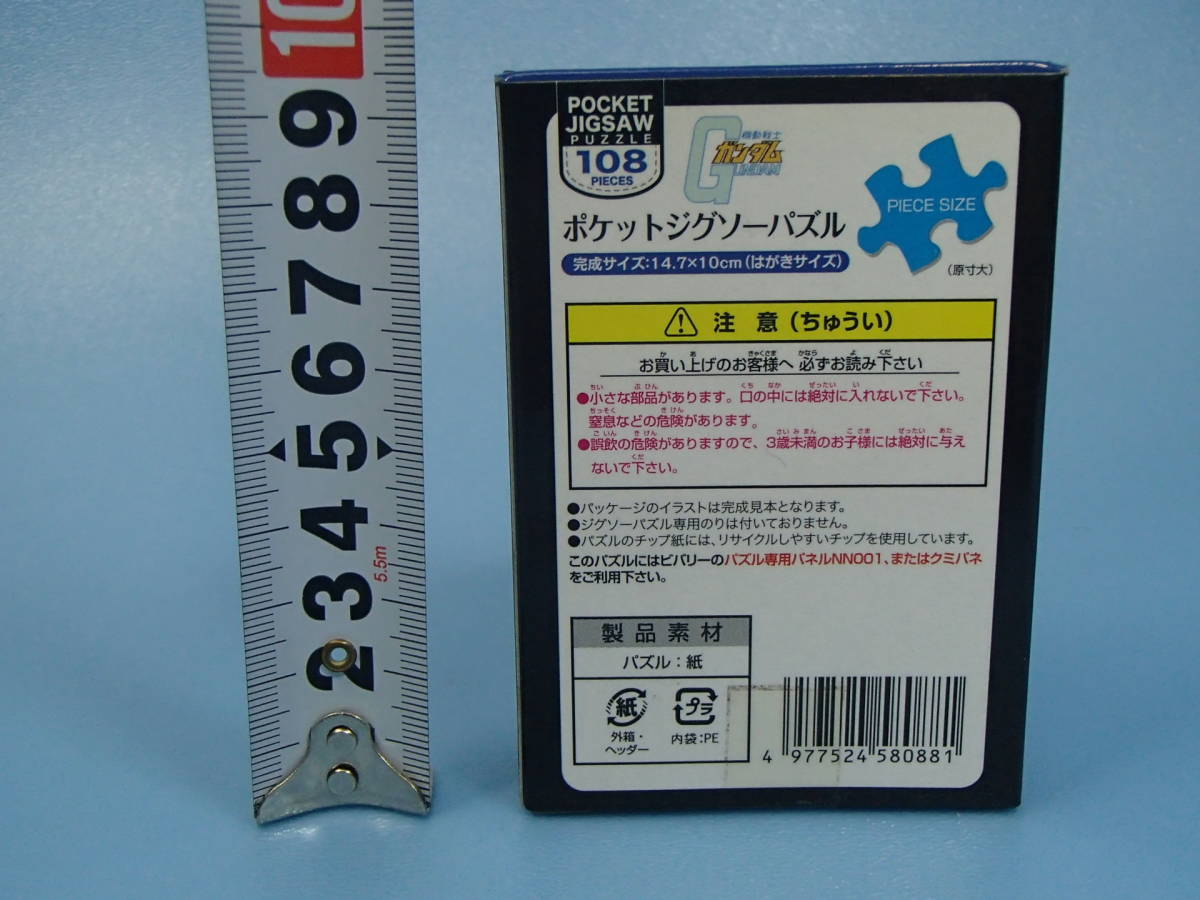 10
9
8
7
6
5
4
3
2
5.5m
POCKET
JIGSAW
PUZZLE
108
PIECES
機動戦士
ガンダム
GUNDAM
PIECE SIZE
(原寸大)
ポケットジグソーパズル
完成サイズ:14.7×10cm(はがきサイズ)
注 意(ちゅうい)
お買い上げのお客様へ 必ずお読み下さい
●小さな部品があります。口の中には絶対に入れないで下さい。
窒息などの危険があります。
●誤飲の危険がありますので、3歳未満のお子様には絶対に与え
ないで下さい。
●パッケージのイラストは完成見本となります。
●ジグソーパズル専用のりは付いておりません。
●パズルのチップ紙には、リサイクルしやすいチップを使用しています。
このパズルにはビバリーのパズル専用パネルNN001、またはクミパネ
をご利用下さい。
製品素材
パズル:紙
紙
外箱・
ヘッダー
プラ
内袋:PE
4 977524 580881